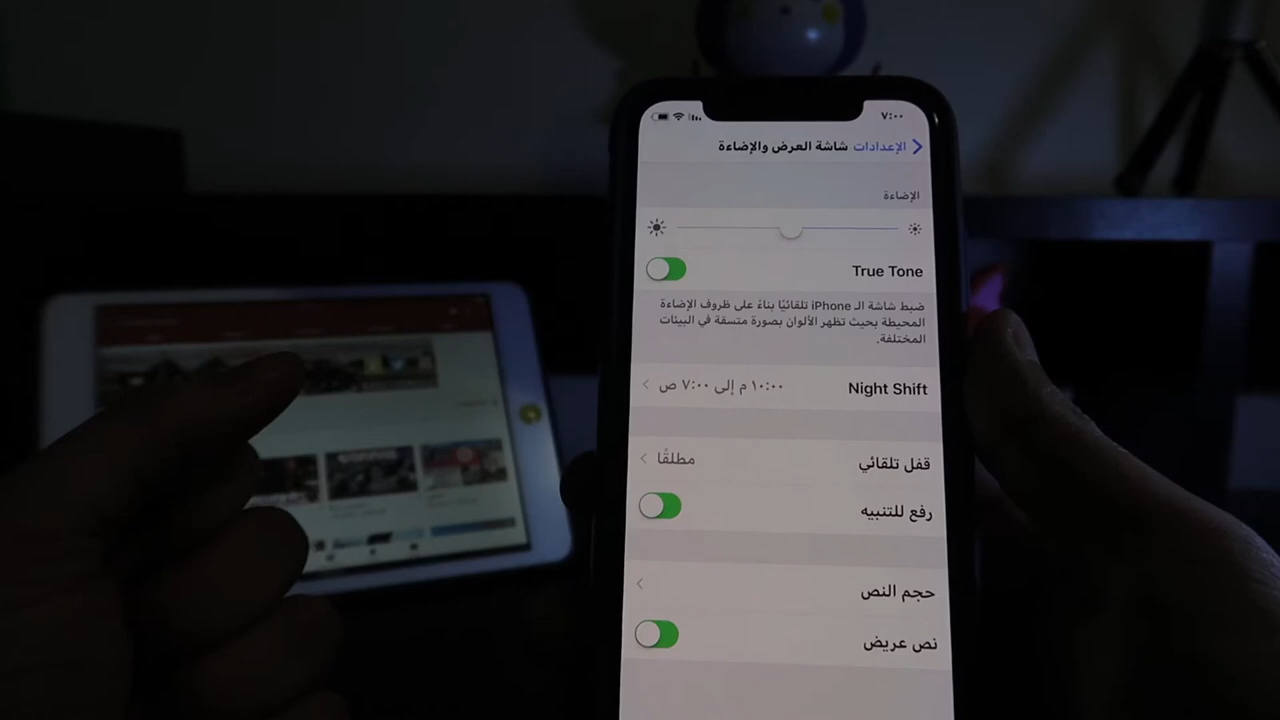 ٧:٠٠
الإعدادات شاشة العرض والإضاءة
الإضاءة
True Tone
ضبط شاشة الـ iPhone تلقائيًا بناءً على ظروف الإضاءة
المحيطة بحيث تظهر الألوان بصورة متسقة في البيئات
المختلفة.
Night Shift ١٠:٠٠ م إلى ٧:٠٠ ص
قفل تلقائي مطلقًا
رفع للتنبيه
حجم النص
نص عريض